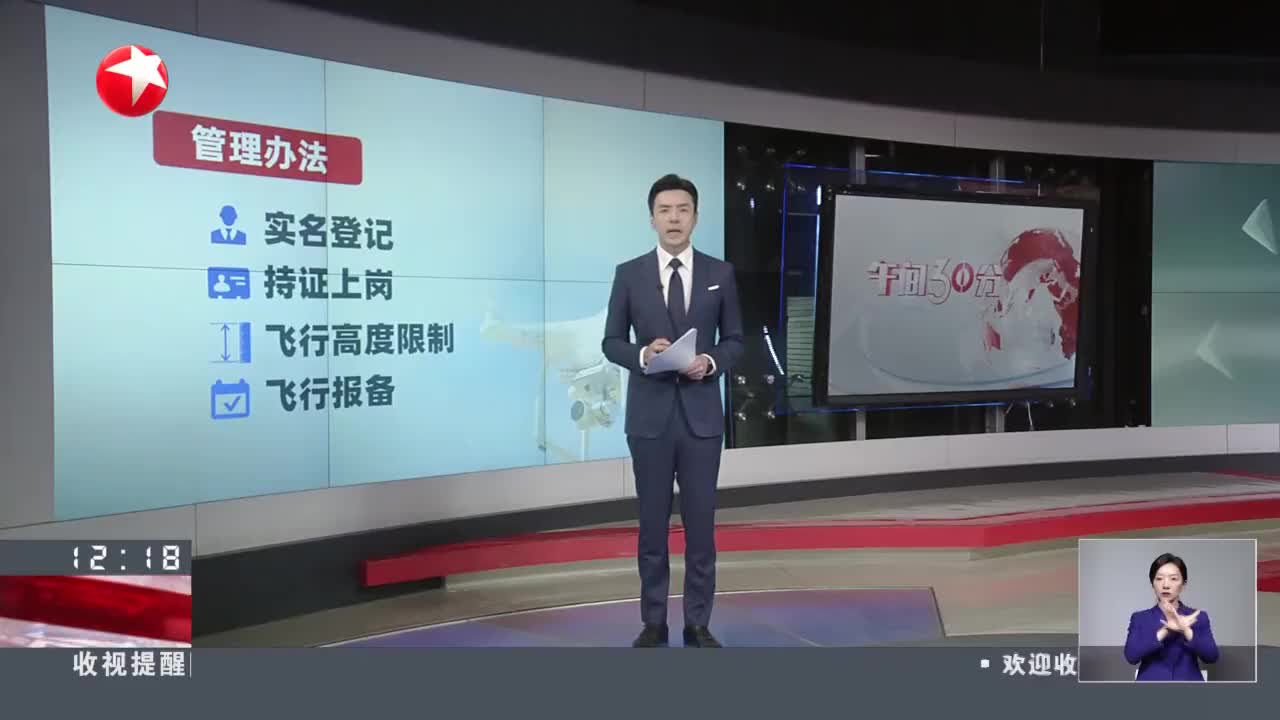 管理办法
实名登记
持证上岗
飞行高度限制
飞行报备
午间30分
12:18
收视提醒
欢迎收